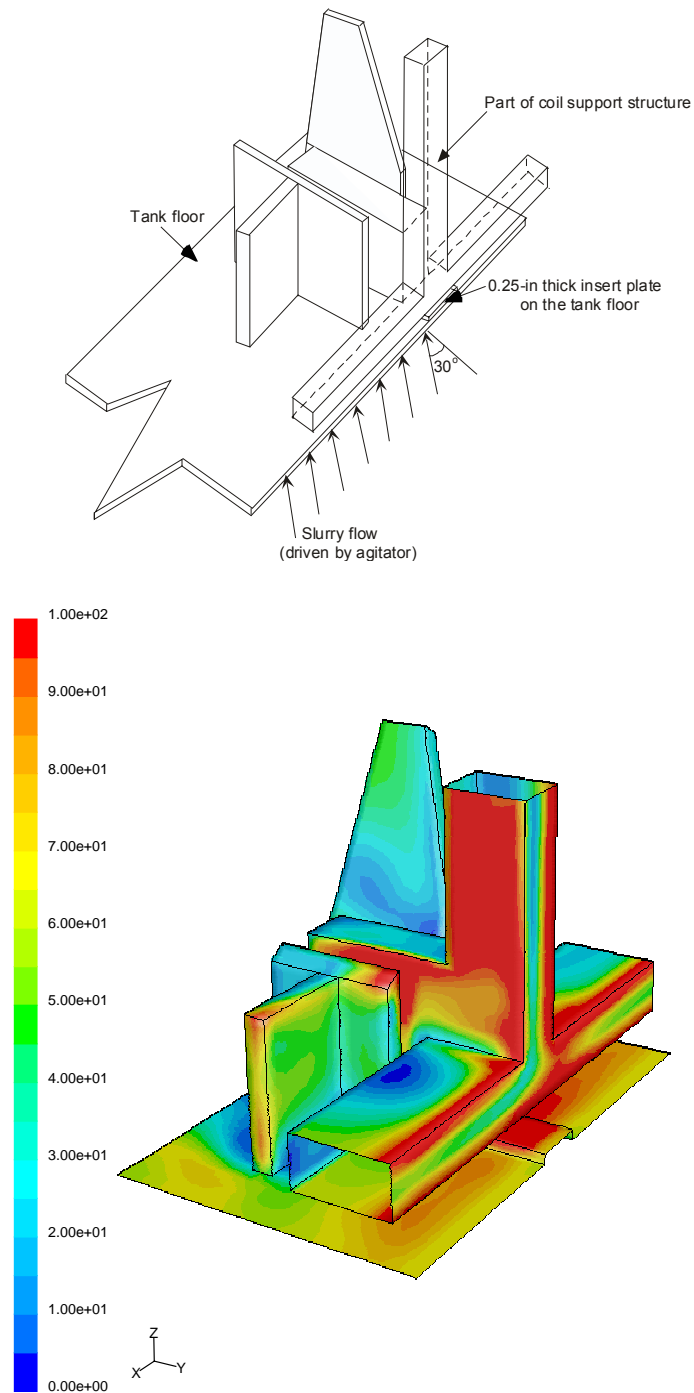 Part of coil support structure
Tank floor
0.25-in thick insert plate
on the tank floor
30°
Slurry flow
(driven by agitator)
1.00e+02
9.00e+01
8.00e+01
7.00e+01
6.00e+01
5.00e+01
4.00e+01
3.00e+01
2.00e+01
1.00e+01
0.00e+00
Z
X
Y